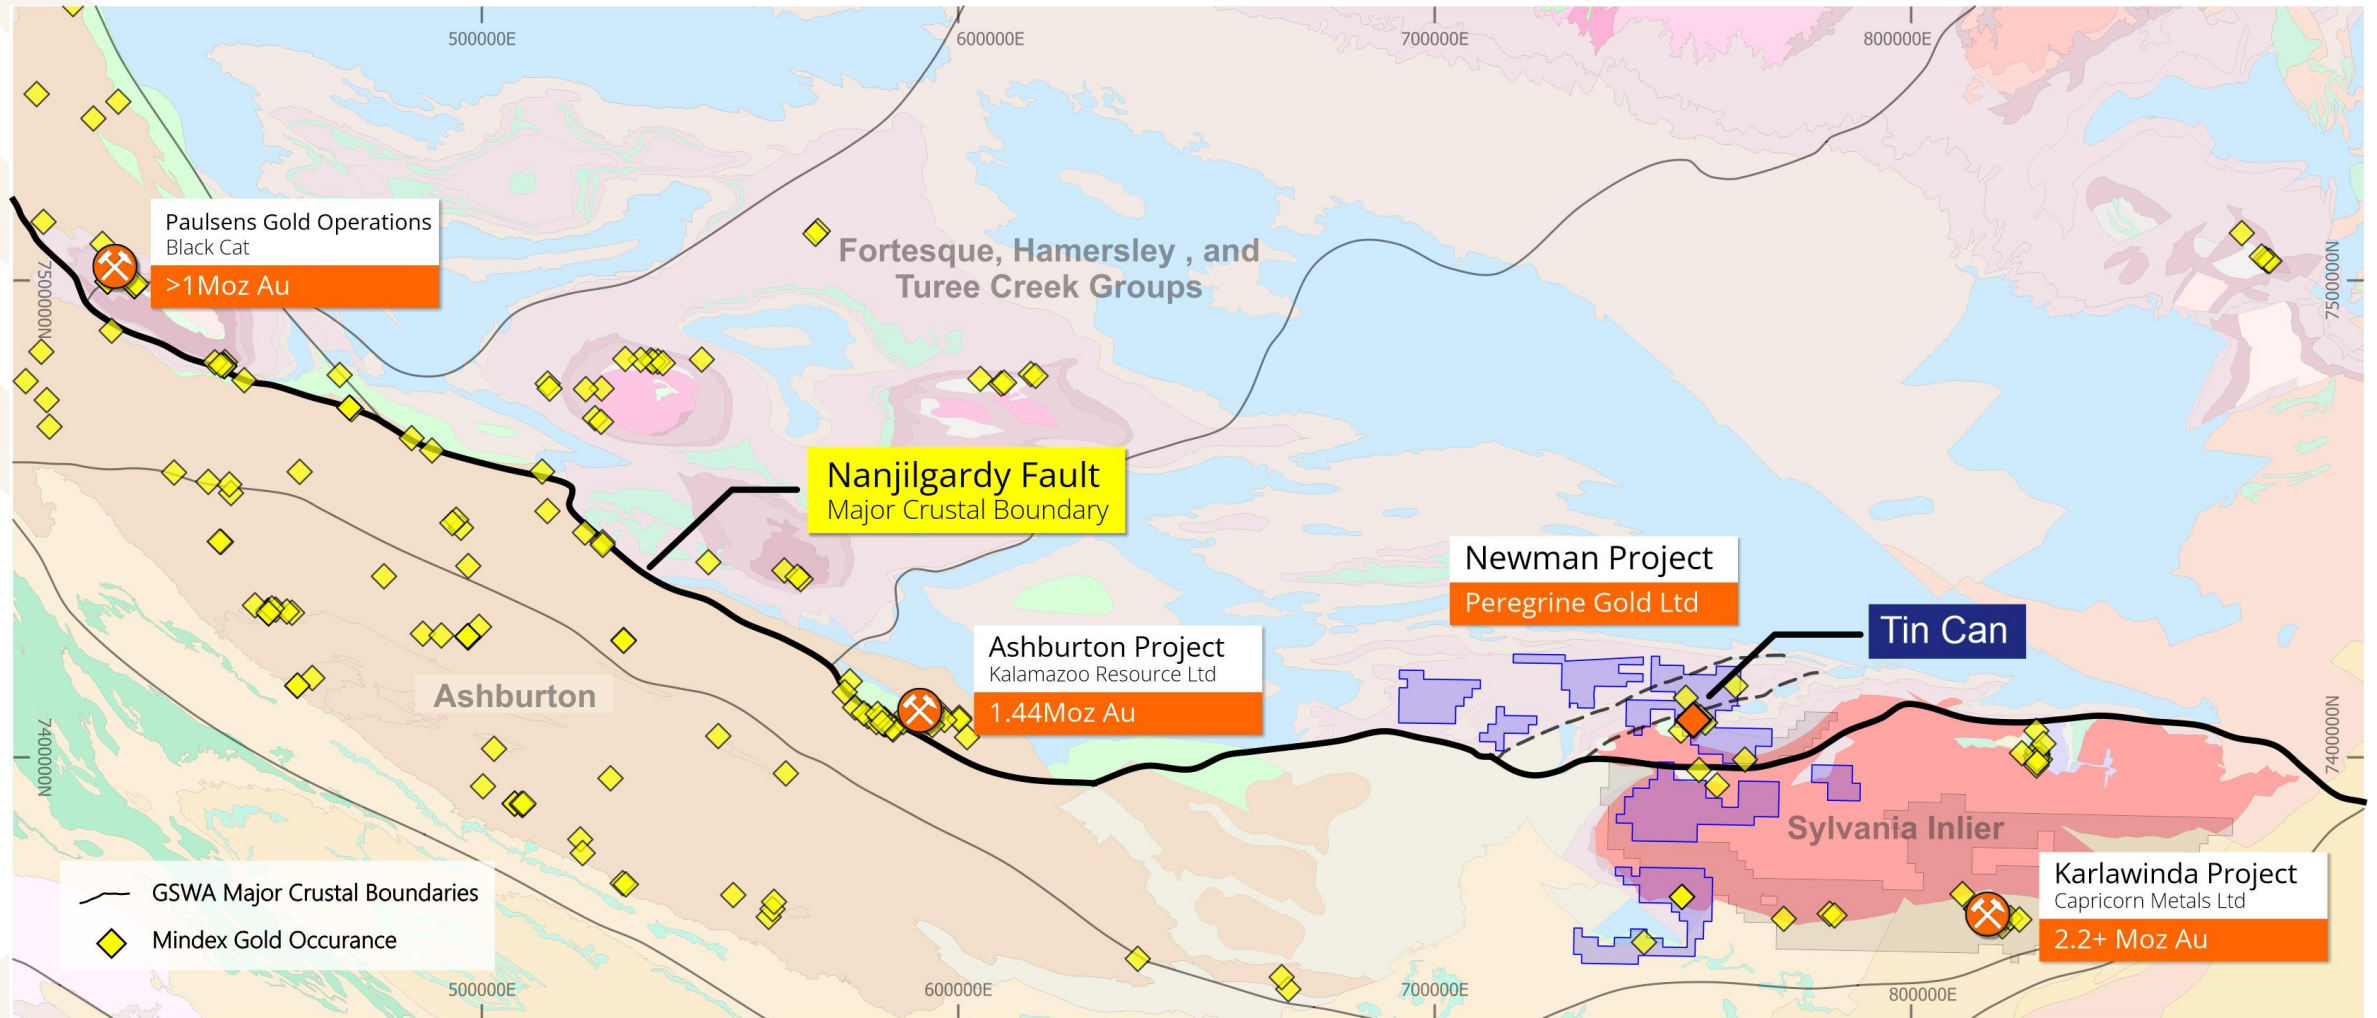 500000E
600000E
700000E
800000E
Paulsens Gold Operations
Black Cat
>1Moz Au
Fortesque, Hamersley , and
Turee Creek Groups
7500000N
7500000N
Nanjilgardy Fault
Major Crustal Boundary
Newman Project
Peregrine Gold Ltd
Tin Can
Ashburton Project
Kalamazoo Resource Ltd
1.44Moz Au
Ashburton
7400000N
7400000N
Sylvania Inlier
Karlawinda Project
Capricorn Metals Ltd
2.2+ Moz Au
GSWA Major Crustal Boundaries
Mindex Gold Occurance
500000E
600000E
700000E
800000E